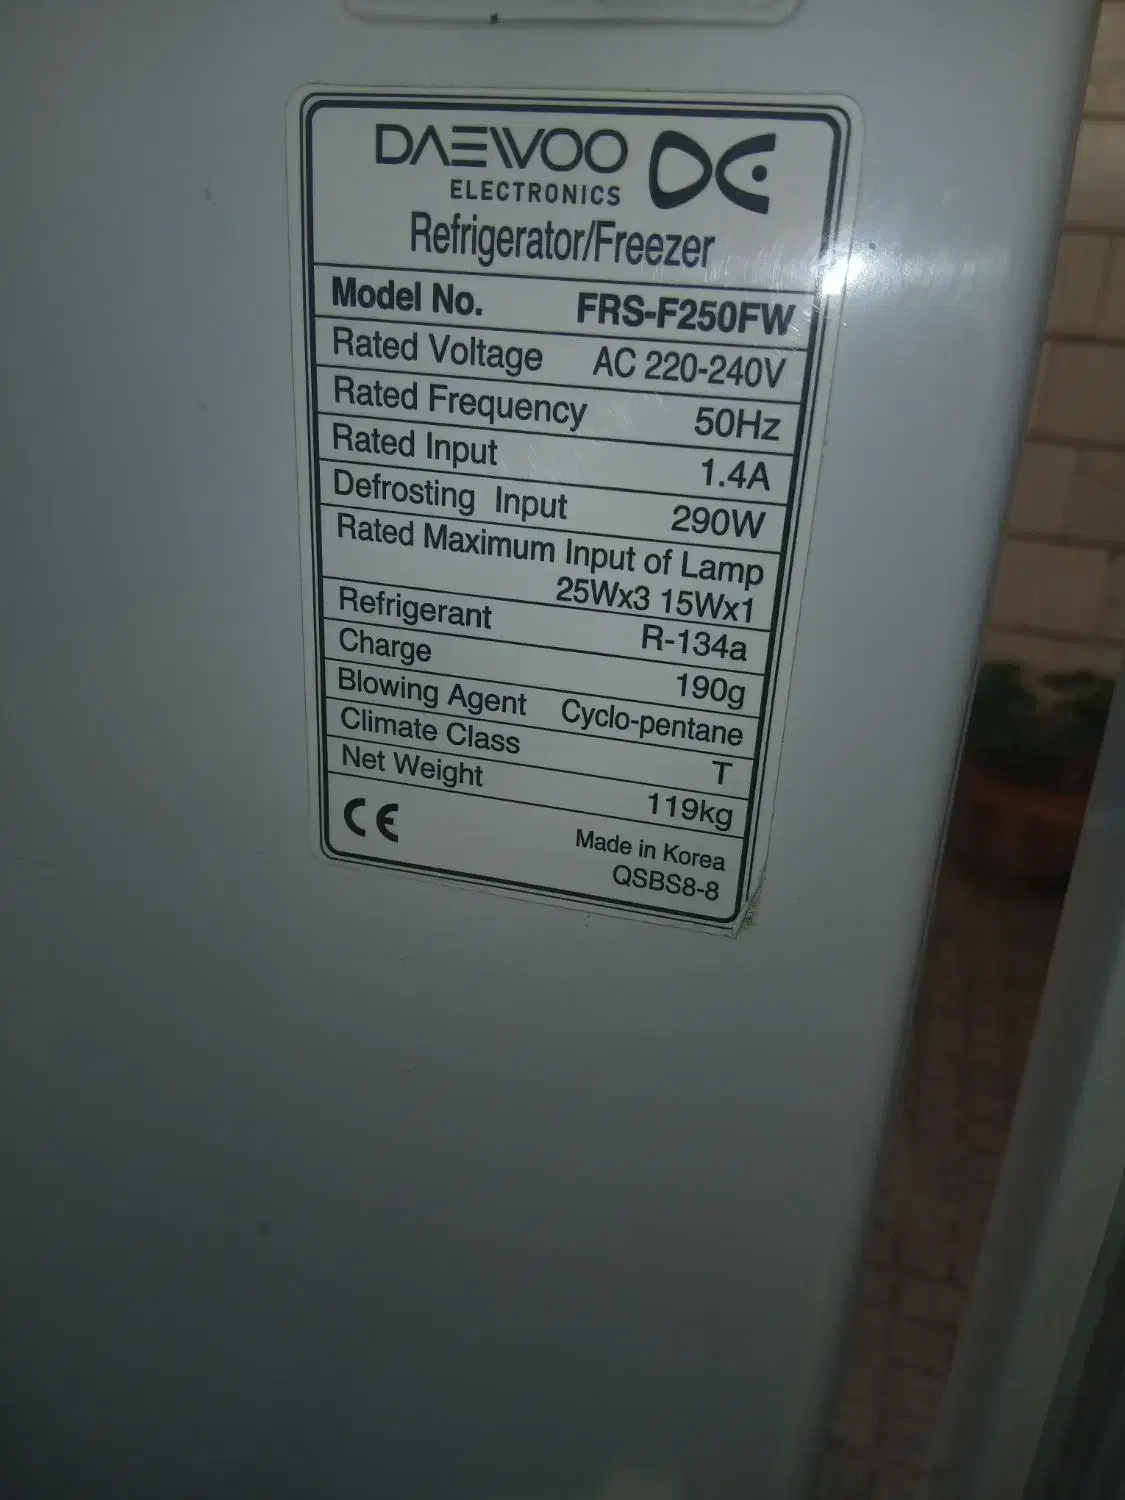 DAEWOO
ELECTRONICS
Refrigerator/Freezer
Model No. FRS-F250FW
Rated Voltage AC 220-240V
Rated Frequency 50Hz
Rated Input 1.4A
Defrosting Input 290W
Rated Maximum Input of Lamp
25Wx3 15Wx1
Refrigerant R-134a
Charge 190g
Blowing Agent Cyclo-pentane
Climate Class T
Net Weight 119kg
CE Made in Korea
QSBS8-8